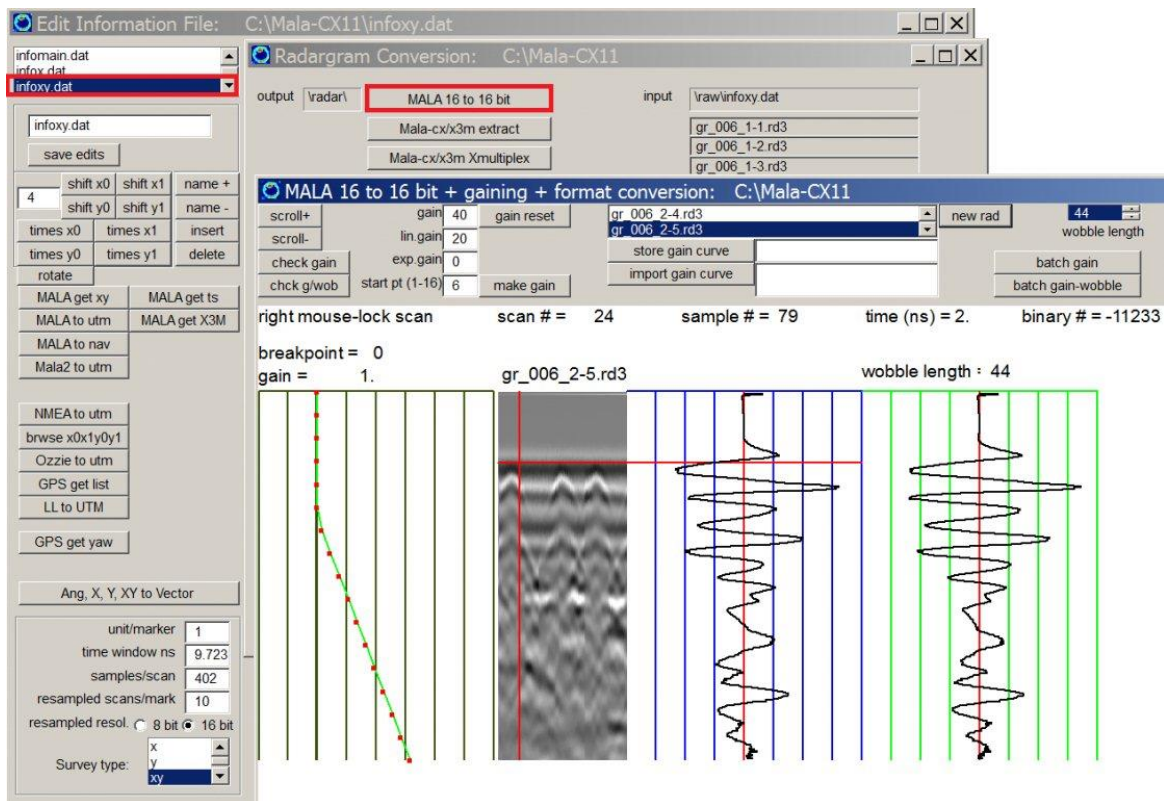 Edit Information File: C:\Mala-CX11\infoxy.dat
infomain.dat
infox.dat
infoxy.dat
infoxy.dat
save edits
4
shift x0 shift x1 name +
shift y0 shift y1 name -
times x0 times x1 insert
times y0 times y1 delete
rotate
MALA get xy MALA get ts
MALA to utm MALA get X3M
MALA to nav
Mala2 to utm
NMEA to utm
brwse x0x1y0y1
Ozzie to utm
GPS get list
LL to UTM
GPS get yaw
Ang, X, Y, XY to Vector
unit/marker 1
time window ns 9.723
samples/scan 402
resampled scans/mark 10
resampled resol. 8 bit 16 bit
Survey type: x
y
xy
Radargram Conversion: C:\Mala-CX11
output \radar\ MALA 16 to 16 bit input \raw\infoxy.dat
Mala-cx/x3m extract gr_006_1-1.rd3
gr_006_1-2.rd3
Mala-cx/x3m Xmultiplex gr_006_1-3.rd3
MALA 16 to 16 bit + gaining + format conversion: C:\Mala-CX11
scroll+ gain 40 gain reset gr_006_2-4.rd3 new rad 44
scroll- lin.gain 20 gr_006_2-5.rd3 wobble length
check gain exp.gain 0 store gain curve batch gain
chck g/wob start pt (1-16) 6 make gain import gain curve batch gain-wobble
right mouse-lock scan scan # = 24 sample # = 79 time (ns) = 2. binary # = -11233
breakpoint = 0
gain = 1. gr_006_2-5.rd3 wobble length = 44